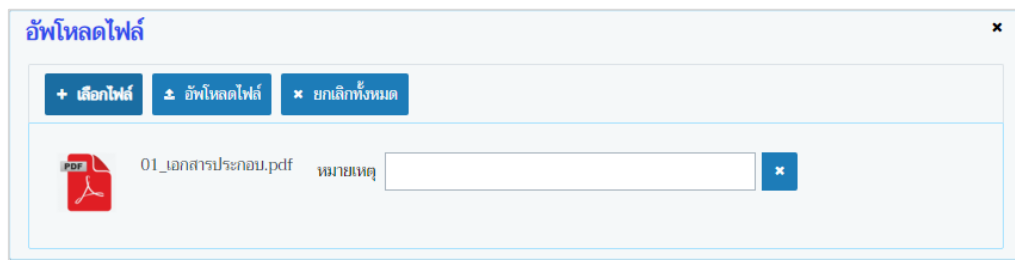 อัพโหลดไฟล์
+ เลือกไฟล์ อัพโหลดไฟล์ × ยกเลิกทั้งหมด
PDF 01_เอกสารประกอบ.pdf หมายเหตุ